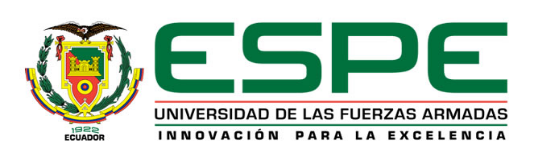 ESPE
UNIVERSIDAD DE LAS FUERZAS ARMADAS
INNOVACIÓN PARA LA EXCELENCIA
1922
ECUADOR